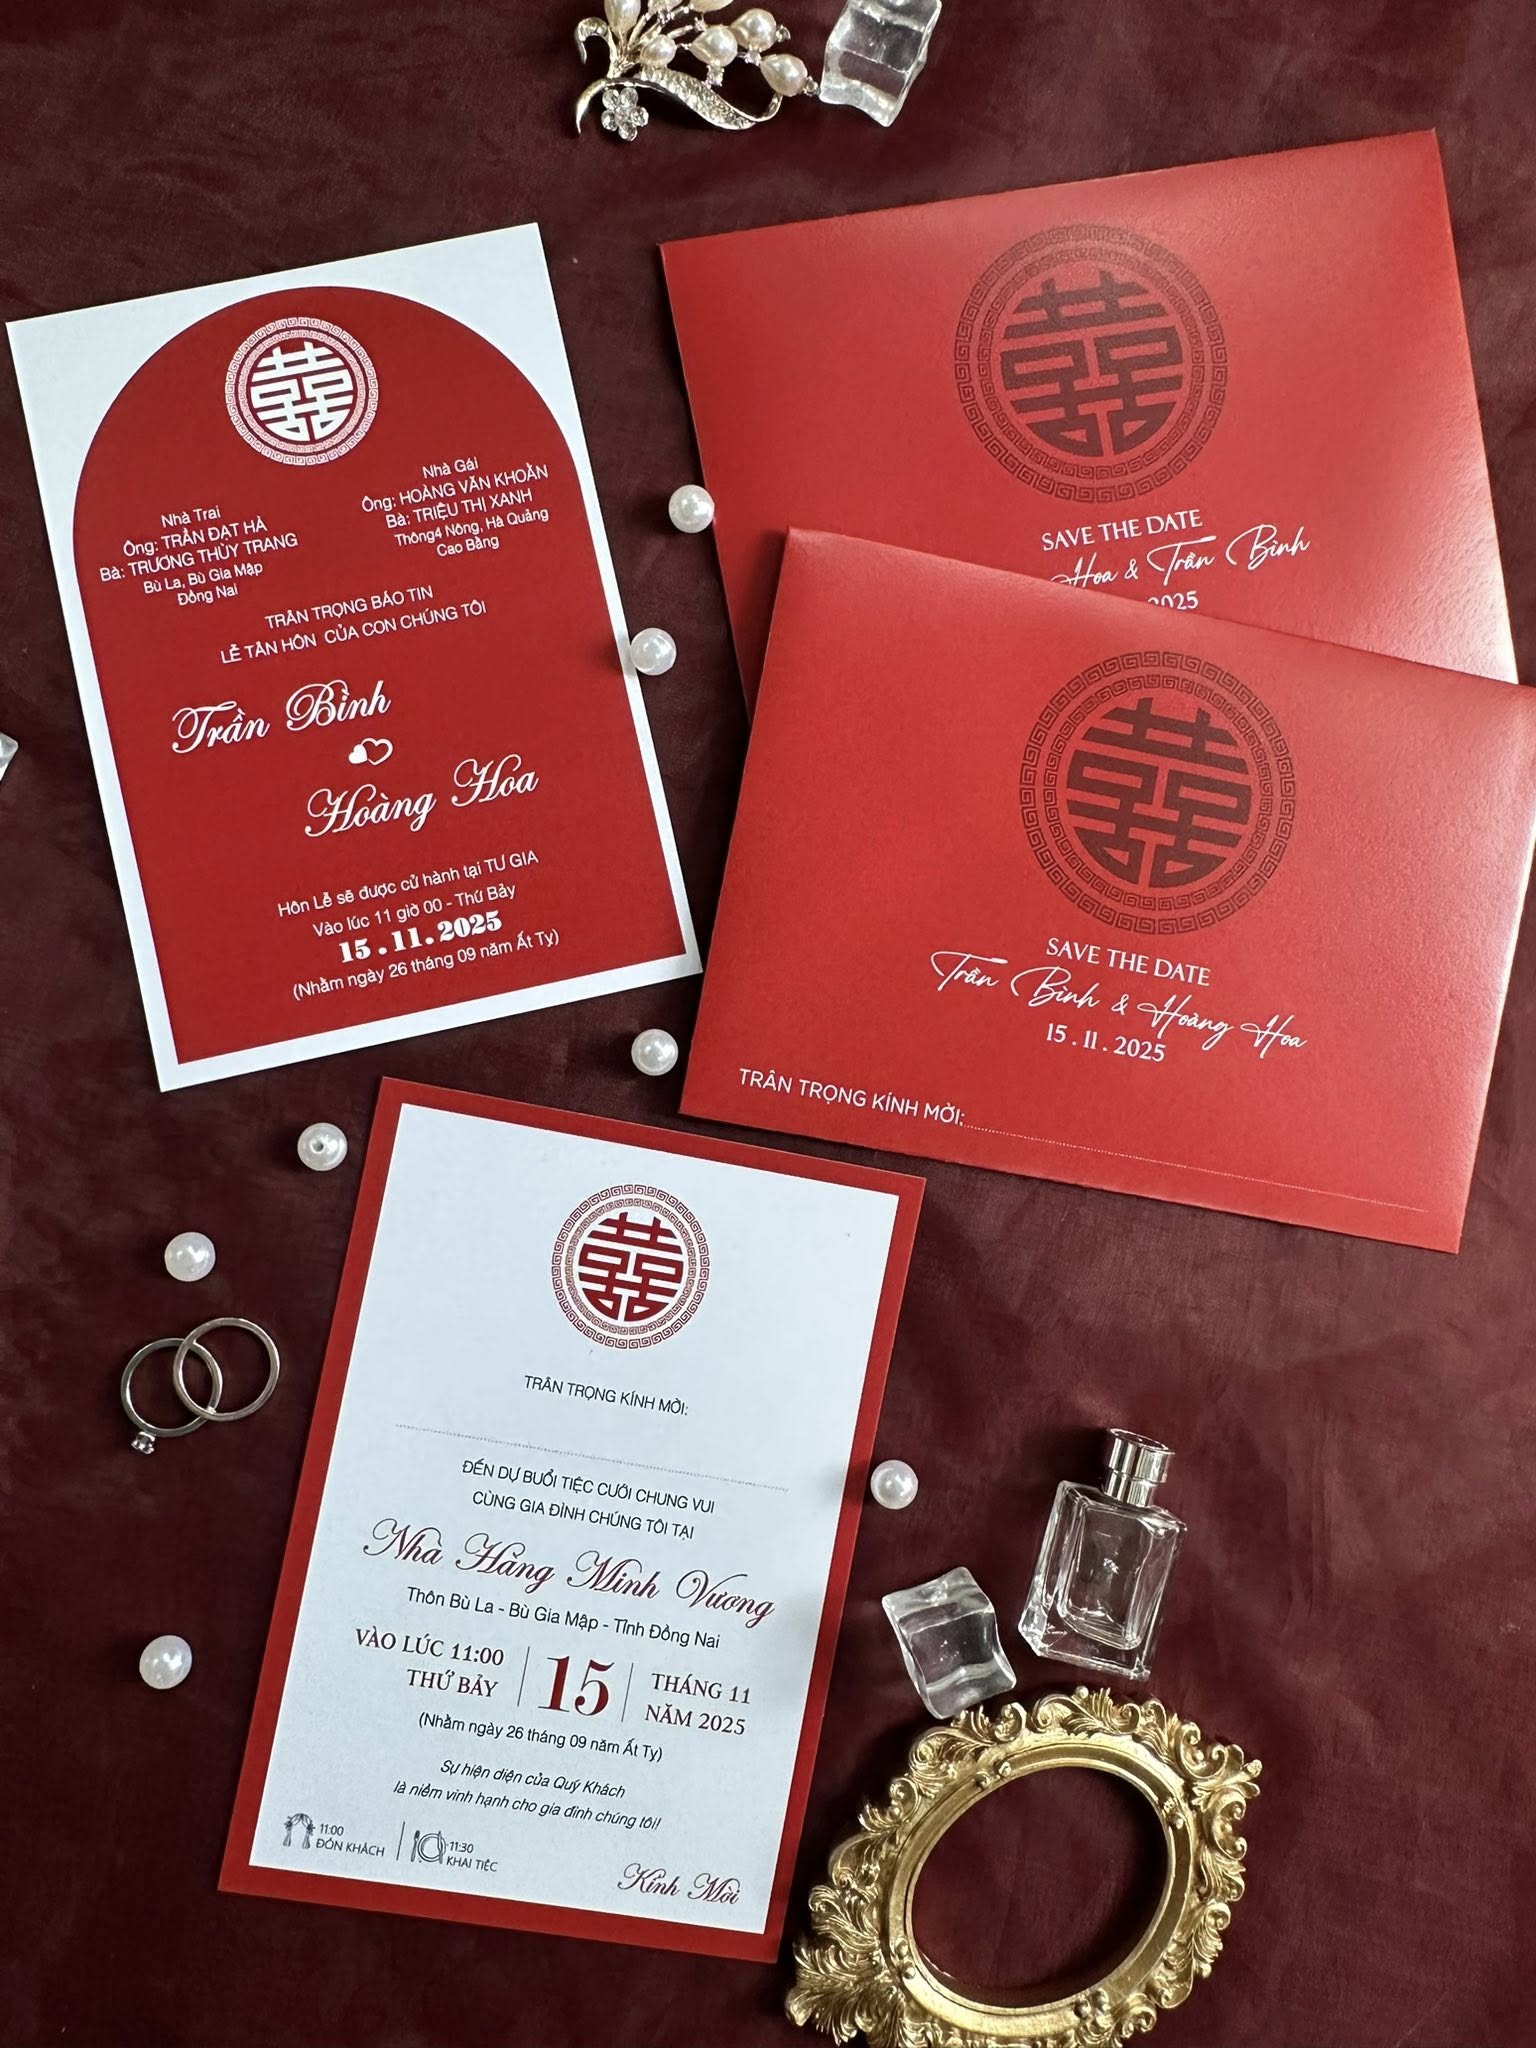 囍
Nhà Trai
Ông: TRẦN ĐẠT HÀ
Bà: TRƯƠNG THÙY TRANG
Bù La, Bù Gia Mập
Đồng Nai
Nhà Gái
Ông: HOÀNG VĂN KHOẰN
Bà: TRIỆU THỊ XANH
Thông4 Nông, Hà Quảng
Cao Bằng
TRÂN TRỌNG BÁO TIN
LỄ TÂN HÔN CỦA CON CHÚNG TÔI
Trần Bình
Hoàng Hoa
Hôn Lễ sẽ được cử hành tại TƯ GIA
Vào lúc 11 giờ 00 - Thứ Bảy
15 . 11 . 2025
(Nhằm ngày 26 tháng 09 năm Ất Tỵ)
囍
SAVE THE DATE
Hoa & Trần Bình
2025
囍
SAVE THE DATE
Trần Bình & Hoàng Hoa
15 . 11 . 2025
TRÂN TRỌNG KÍNH MỜI:
囍
TRÂN TRỌNG KÍNH MỜI:
ĐẾN DỰ BUỔI TIỆC CƯỚI CHUNG VUI
CÙNG GIA ĐÌNH CHÚNG TÔI TẠI
Nhà Hàng Minh Vương
Thôn Bù La - Bù Gia Mập - Tỉnh Đồng Nai
VÀO LÚC 11:00
THỨ BẢY
15
THÁNG 11
NĂM 2025
(Nhằm ngày 26 tháng 09 năm Ất Tỵ)
Sự hiện diện của Quý Khách
là niềm vinh hạnh cho gia đình chúng tôi!
11:00
ĐÓN KHÁCH
11:30
KHAI TIỆC
Kính Mời